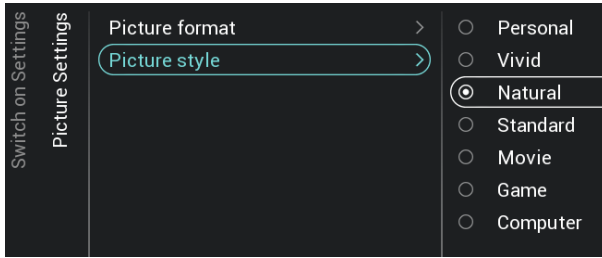 Switch on Settings
Picture Settings
Picture format
Picture style
Personal
Vivid
Natural
Standard
Movie
Game
Computer